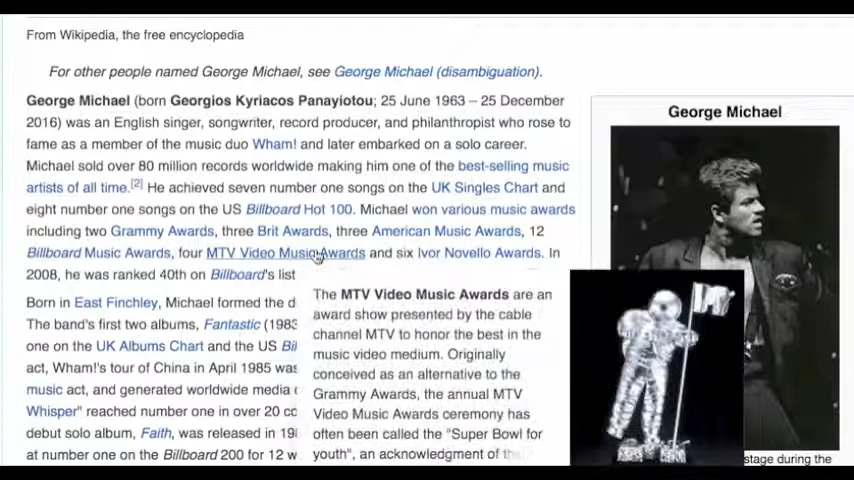 From Wikipedia, the free encyclopedia
For other people named George Michael, see George Michael (disambiguation).
George Michael (born Georgios Kyriacos Panayiotou; 25 June 1963 – 25 December
2016) was an English singer, songwriter, record producer, and philanthropist who rose to
fame as a member of the music duo Wham! and later embarked on a solo career.
Michael sold over 80 million records worldwide making him one of the best-selling music
artists of all time.[2] He achieved seven number one songs on the UK Singles Chart and
eight number one songs on the US Billboard Hot 100. Michael won various music awards
including two Grammy Awards, three Brit Awards, three American Music Awards, 12
Billboard Music Awards, four MTV Video Music Awards and six Ivor Novello Awards. In
2008, he was ranked 40th on Billboard's list
Born in East Finchley, Michael formed the d
The band's first two albums, Fantastic (1983
one on the UK Albums Chart and the US Bil
act, Wham!'s tour of China in April 1985 was
music act, and generated worldwide media
Whisper" reached number one in over 20 co
debut solo album, Faith, was released in 198
at number one on the Billboard 200 for 12 w
The MTV Video Music Awards are an
award show presented by the cable
channel MTV to honor the best in the
music video medium. Originally
conceived as an alternative to the
Grammy Awards, the annual MTV
Video Music Awards ceremony has
often been called the "Super Bowl for
youth", an acknowledgment of the
George Michael
stage during the